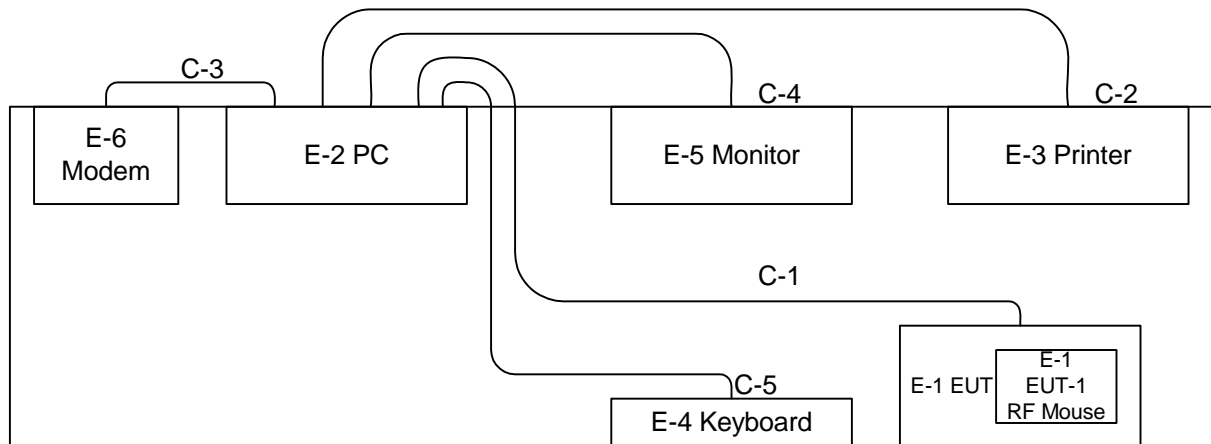 C-3
C-4
C-2
E-6
Modem
E-2 PC
E-5 Monitor
E-3 Printer
C-1
E-1 EUT
E-1
EUT-1
RF Mouse
C-5
E-4 Keyboard